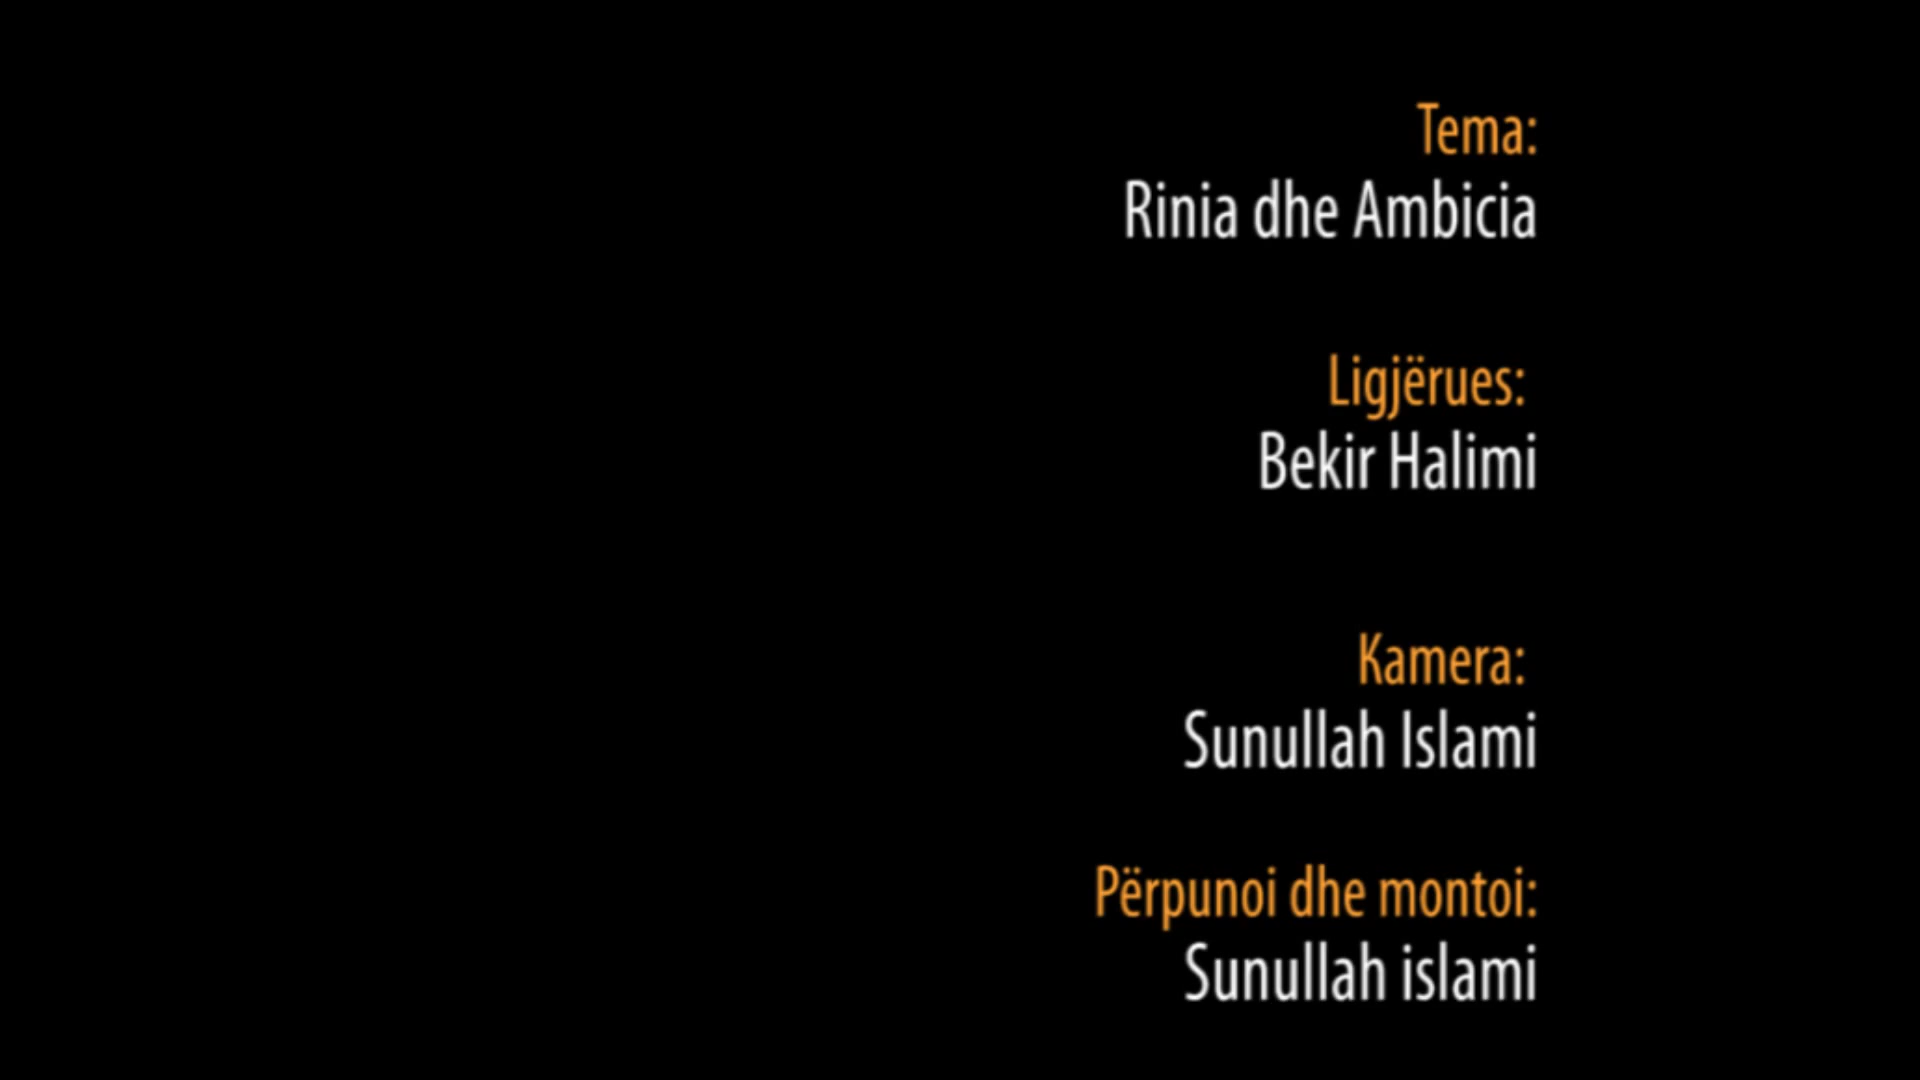 Tema:
Rinia dhe Ambicia
Ligjërues:
Bekir Halimi
Kamera:
Sunullah Islami
Përpunoi dhe montoi:
Sunullah islami